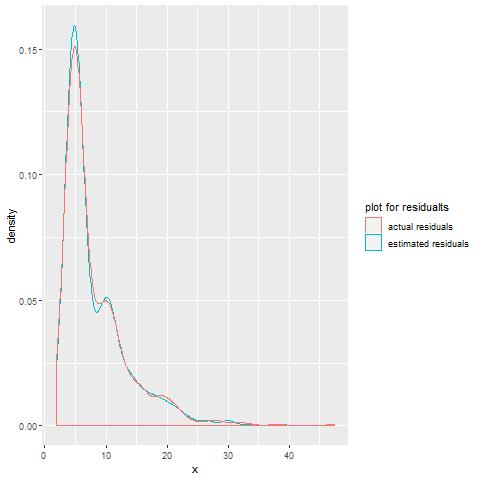 0.15
0.10
0.05
0.00
density
0
10
20
30
40
x
plot for residualts
actual residuals
estimated residuals